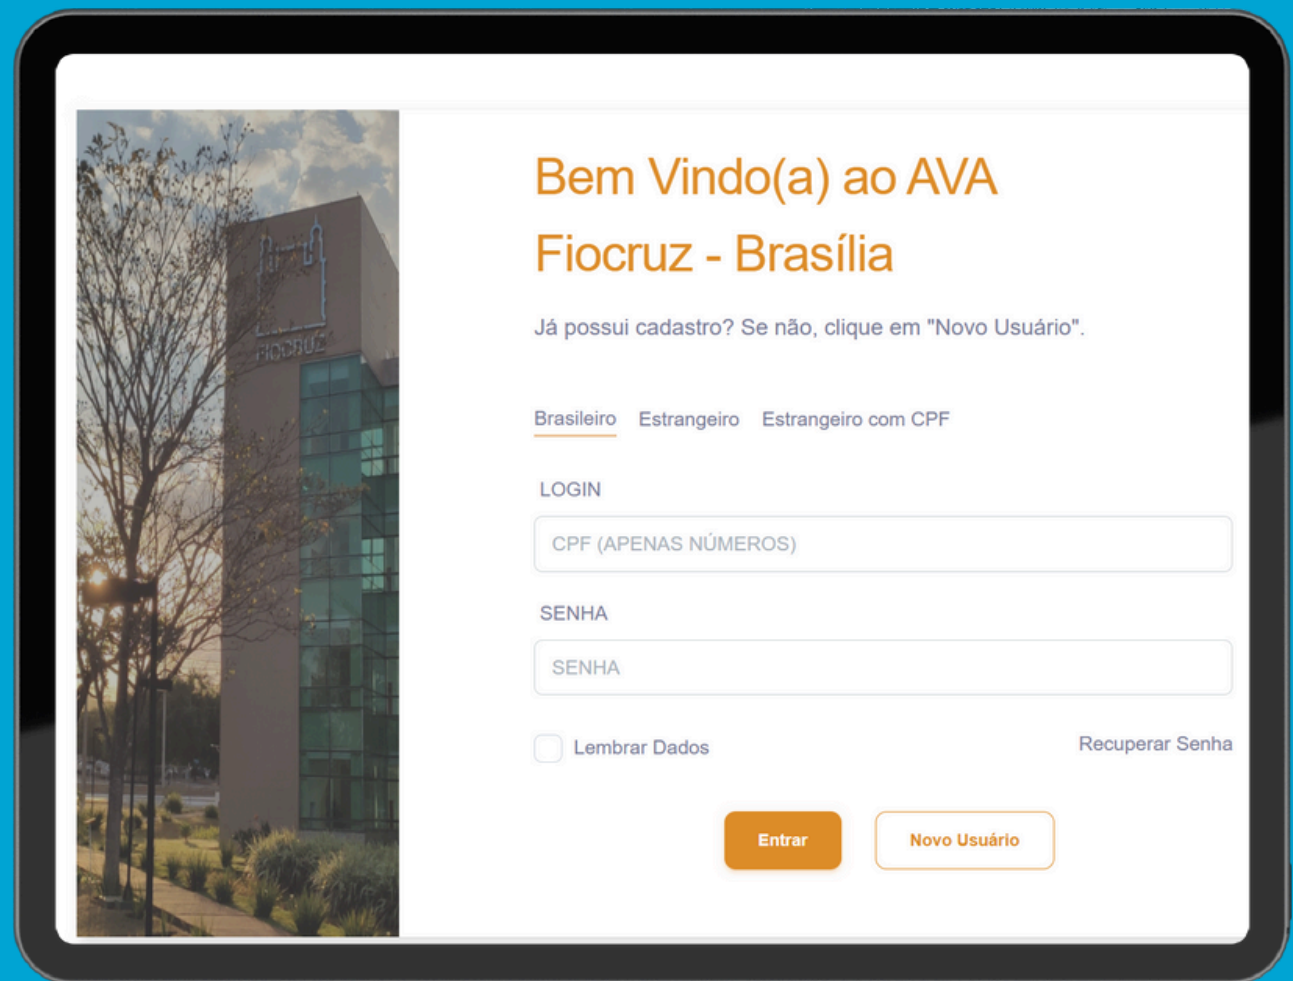 FIOCRUZ
Bem Vindo(a) ao AVA
Fiocruz - Brasília
Já possui cadastro? Se não, clique em "Novo Usuário".
Brasileiro Estrangeiro Estrangeiro com CPF
LOGIN
CPF (APENAS NÚMEROS)
SENHA
SENHA
Lembrar Dados Recuperar Senha
Entrar Novo Usuário